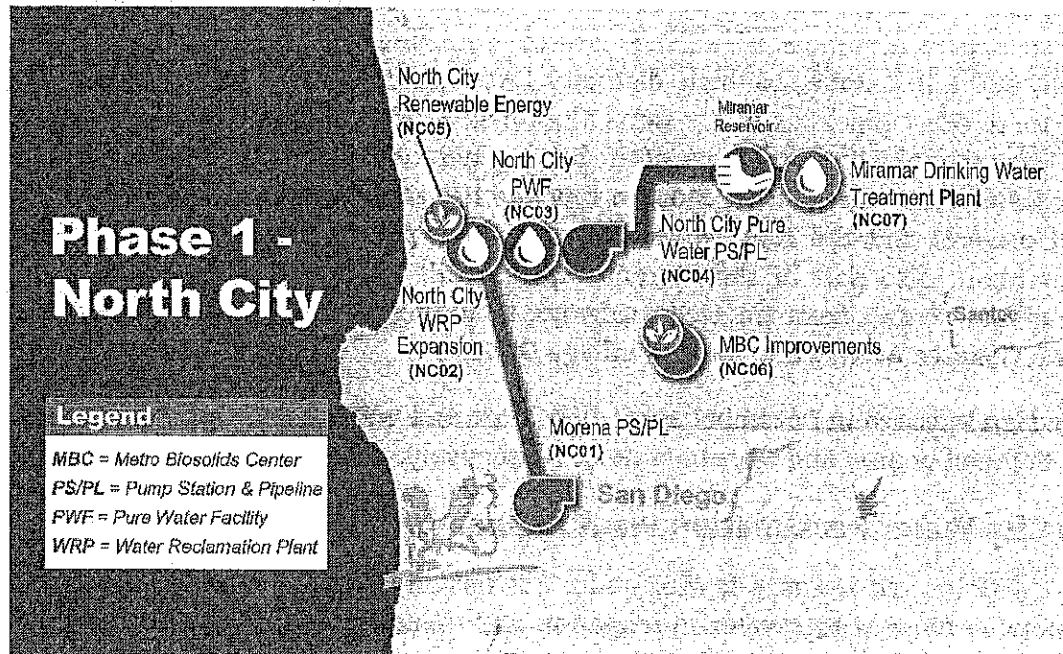 Phase 1 -
North City
Legend
MBC = Metro Biosolids Center
PS/PL = Pump Station & Pipeline
PWF = Pure Water Facility
WRP = Water Reclamation Plant
North City
Renewable Energy
(NC05)
North City
PWF
(NC03)
Miramar
Reservoir
Miramar Drinking Water
Treatment Plant
(NC07)
North City Pure
Water PS/PL
(NC04)
North City
WRP
Expansion
(NC02)
MBC Improvements
(NC06)
Santee
Morena PS/PL
(NC01)
San Diego